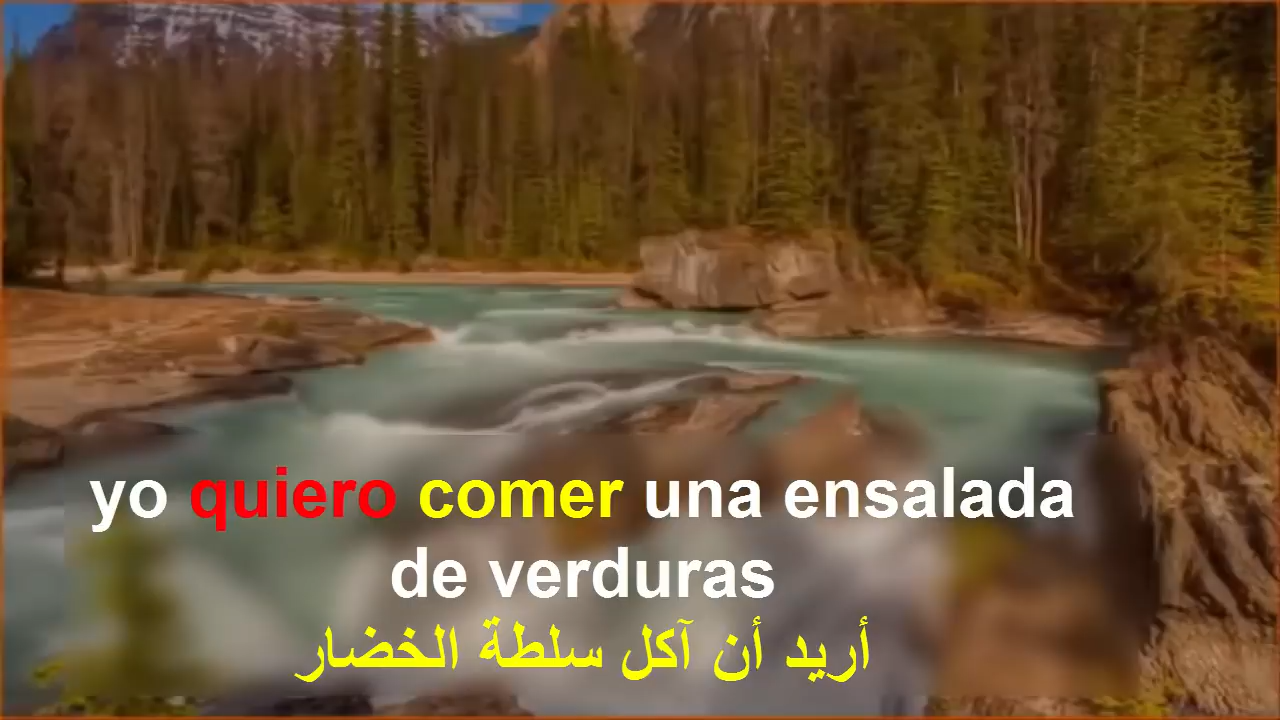 yo quiero comer una ensalada
de verduras
أريد أن آكل سلطة الخضار